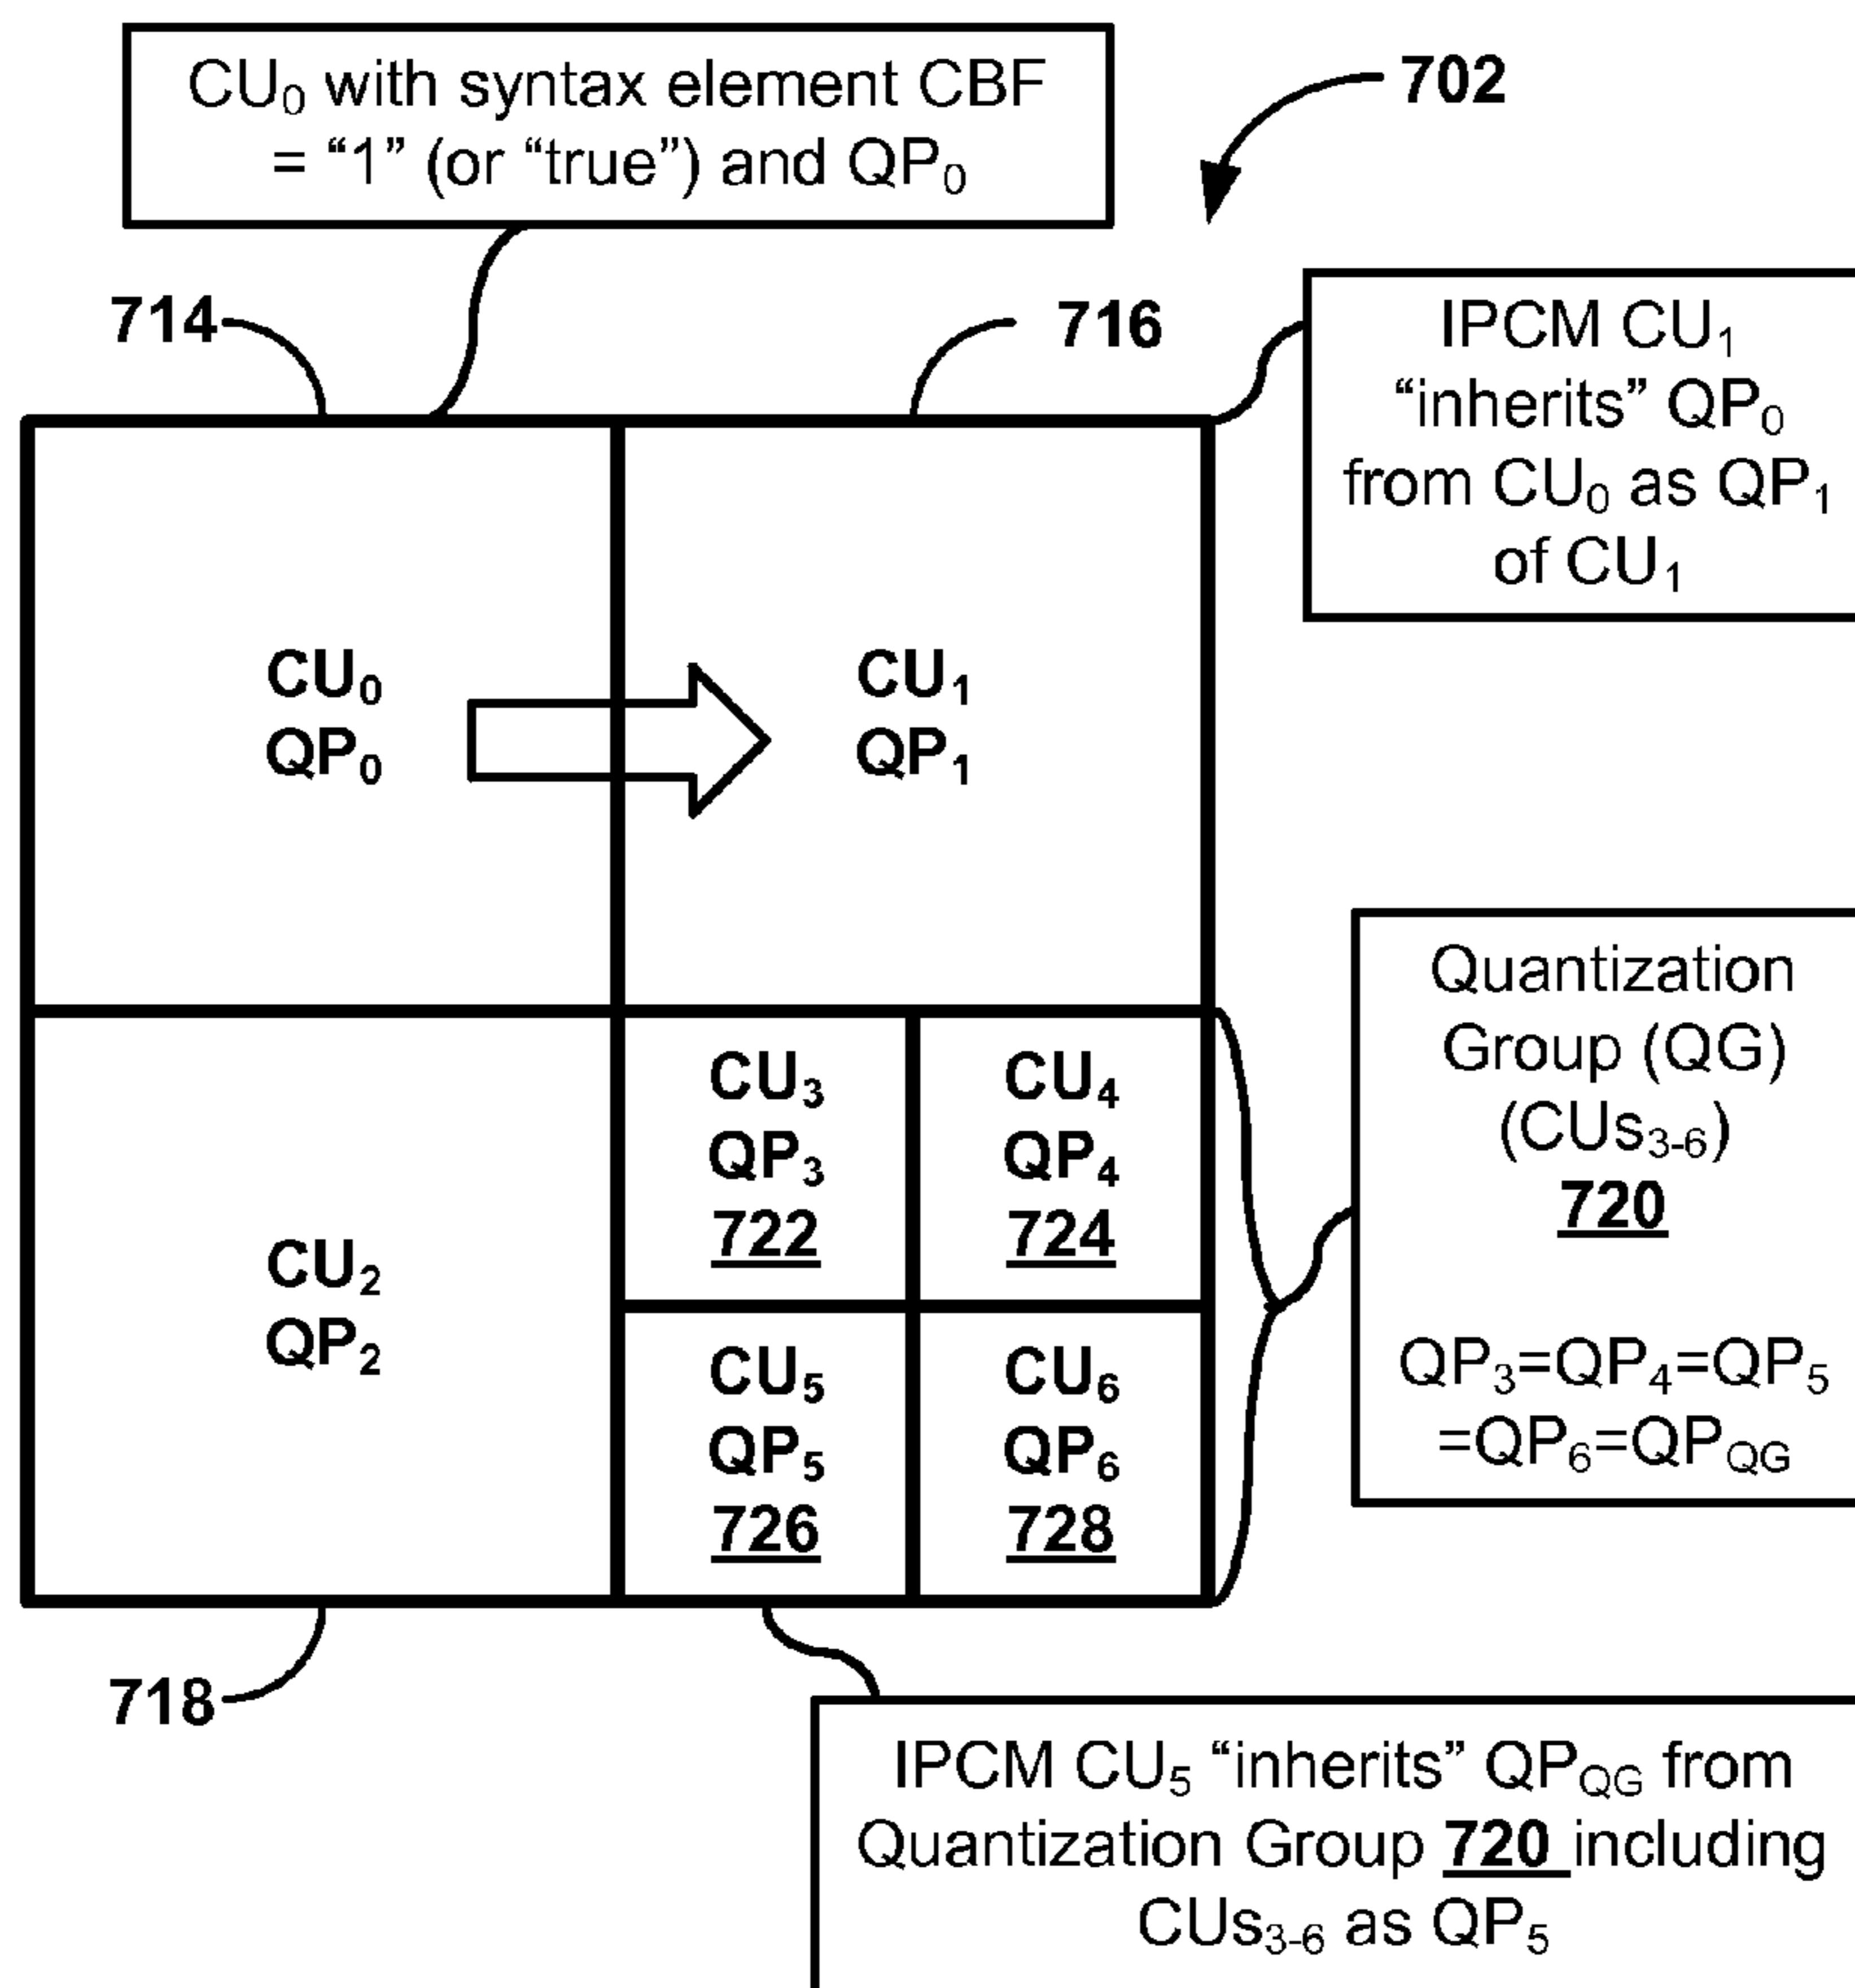 CU₀ with syntax element CBF
= “1” (or “true”) and QP₀
702
714
716
IPCM CU₁
“inherits” QP₀
from CU₀ as QP₁
of CU₁
CU₀
QP₀
CU₁
QP₁
Quantization
Group (QG)
(CUs₃₋₆)
720
QP₃=QP₄=QP₅
=QP₆=QP_QG
CU₂
QP₂
CU₃
QP₃
722
CU₄
QP₄
724
CU₅
QP₅
726
CU₆
QP₆
728
718
IPCM CU₅ “inherits” QP_QG from
Quantization Group 720 including
CUs₃₋₆ as QP₅